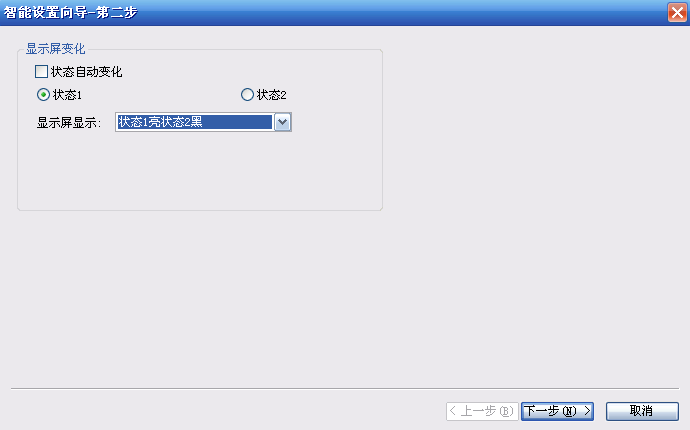 智能设置向导-第二步
显示屏变化
状态自动变化
状态1 状态2
显示屏显示: 状态1亮状态2黑
< 上一步(B) 下一步(N) > 取消